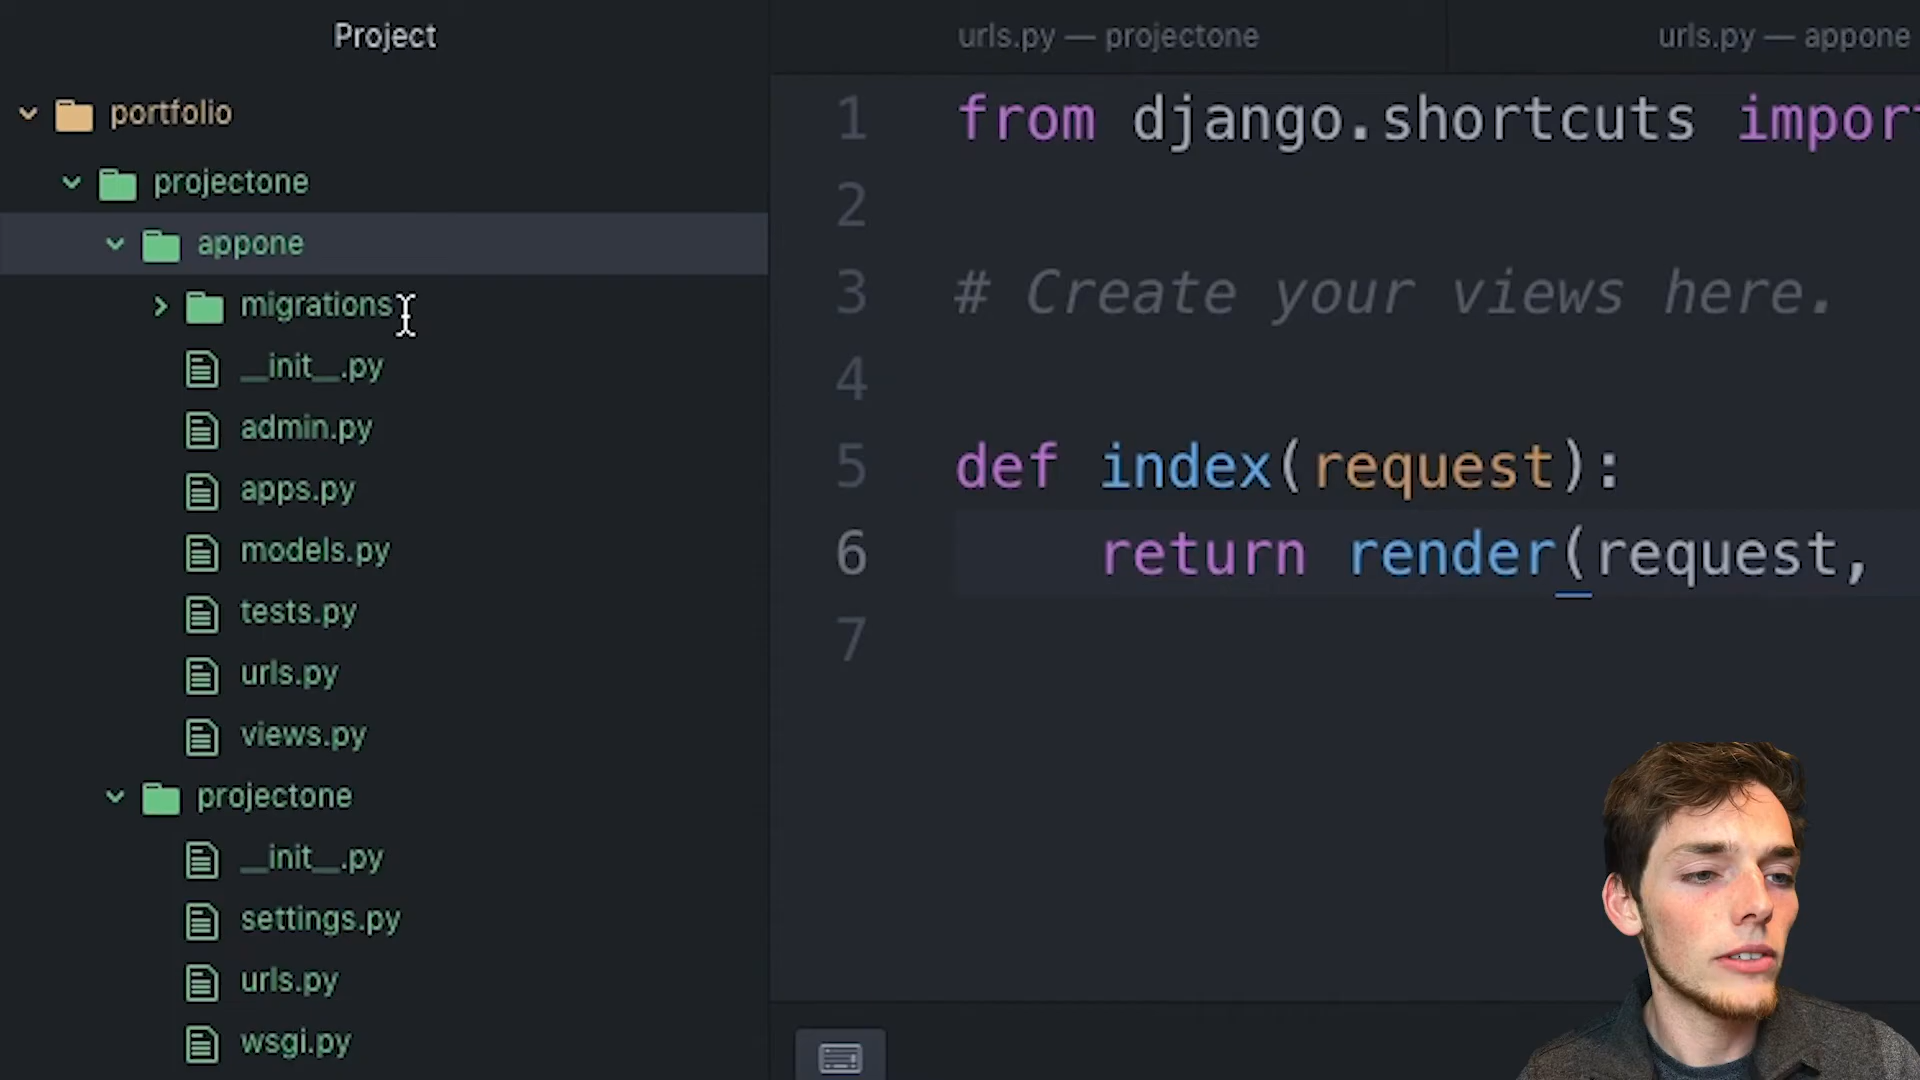 Project
portfolio
projectone
appone
migrations
__init__.py
admin.py
apps.py
models.py
tests.py
urls.py
views.py
projectone
__init__.py
settings.py
urls.py
wsgi.py
urls.py — projectone
urls.py — appone
1 from django.shortcuts impor
2
3 # Create your views here.
4
5 def index(request):
6 return render(request,
7